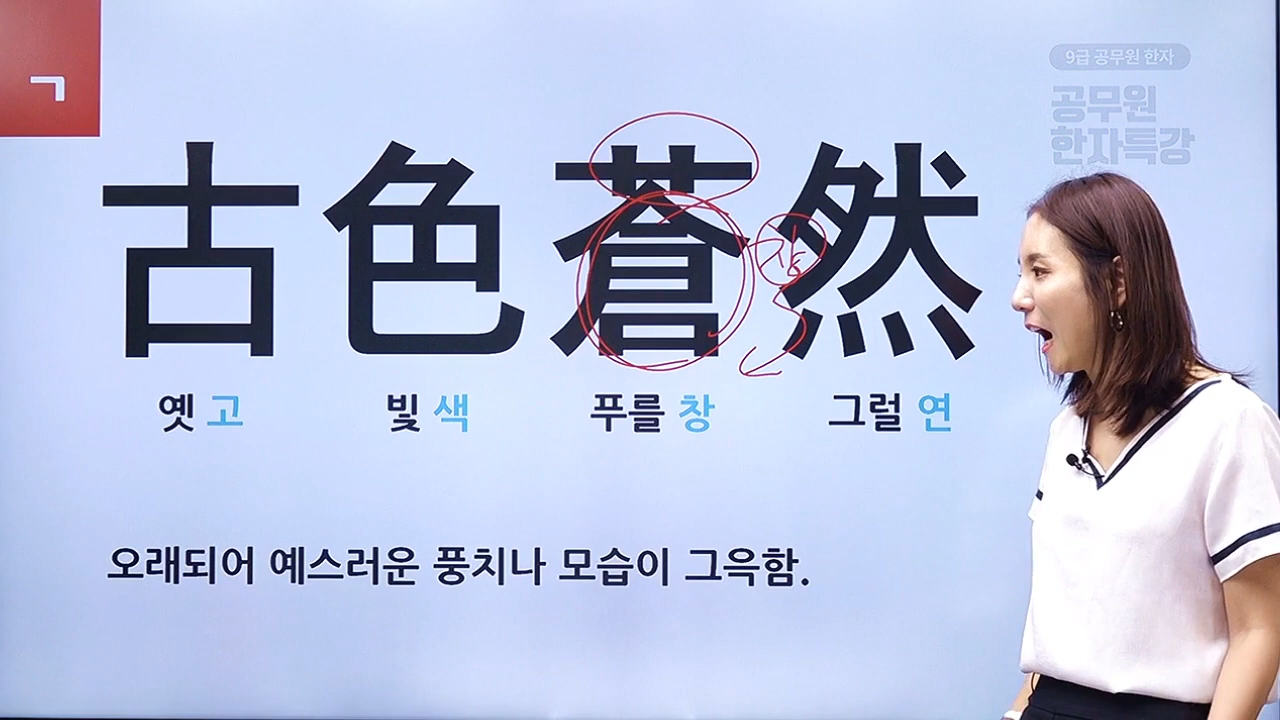 ㄱ
9급 공무원 한자
공무원
한자특강
古色蒼然
창
옛 고 빛 색 푸를 창 그럴 연
오래되어 예스러운 풍치나 모습이 그윽함.